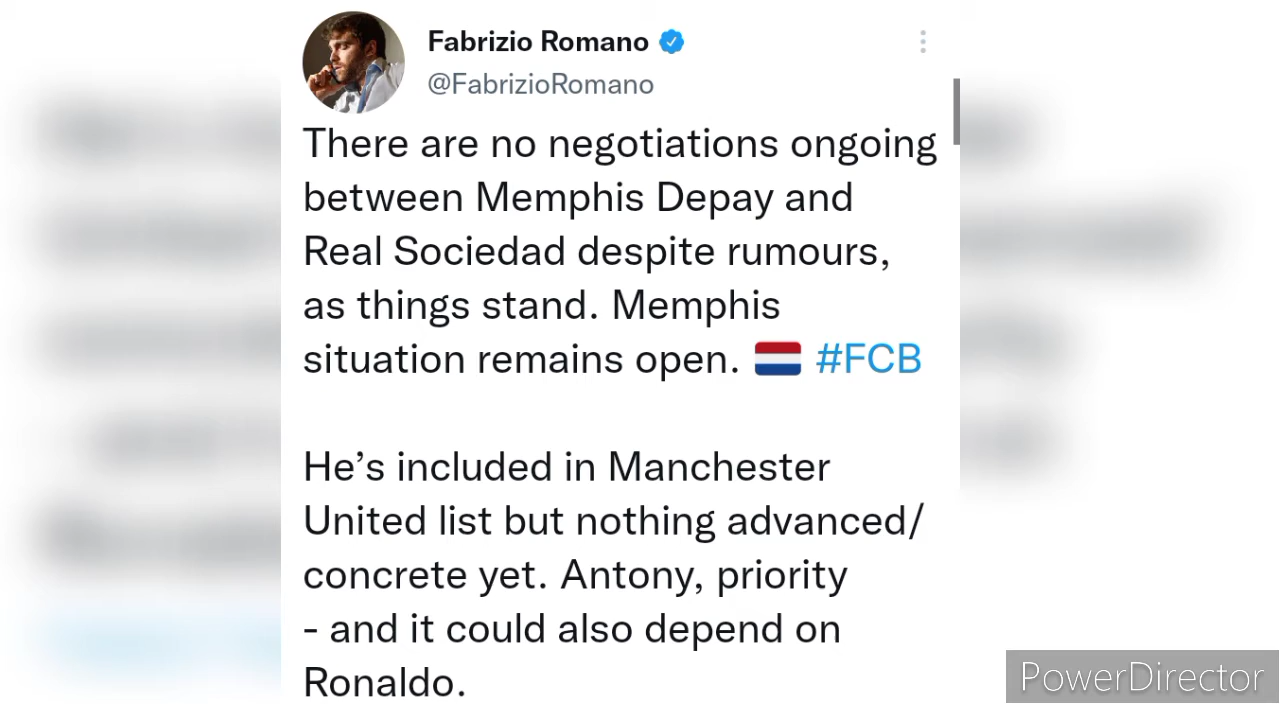 Fabrizio Romano
@FabrizioRomano
There are no negotiations ongoing
between Memphis Depay and
Real Sociedad despite rumours,
as things stand. Memphis
situation remains open. #FCB
He’s included in Manchester
United list but nothing advanced/
concrete yet. Antony, priority
- and it could also depend on
Ronaldo.
PowerDirector